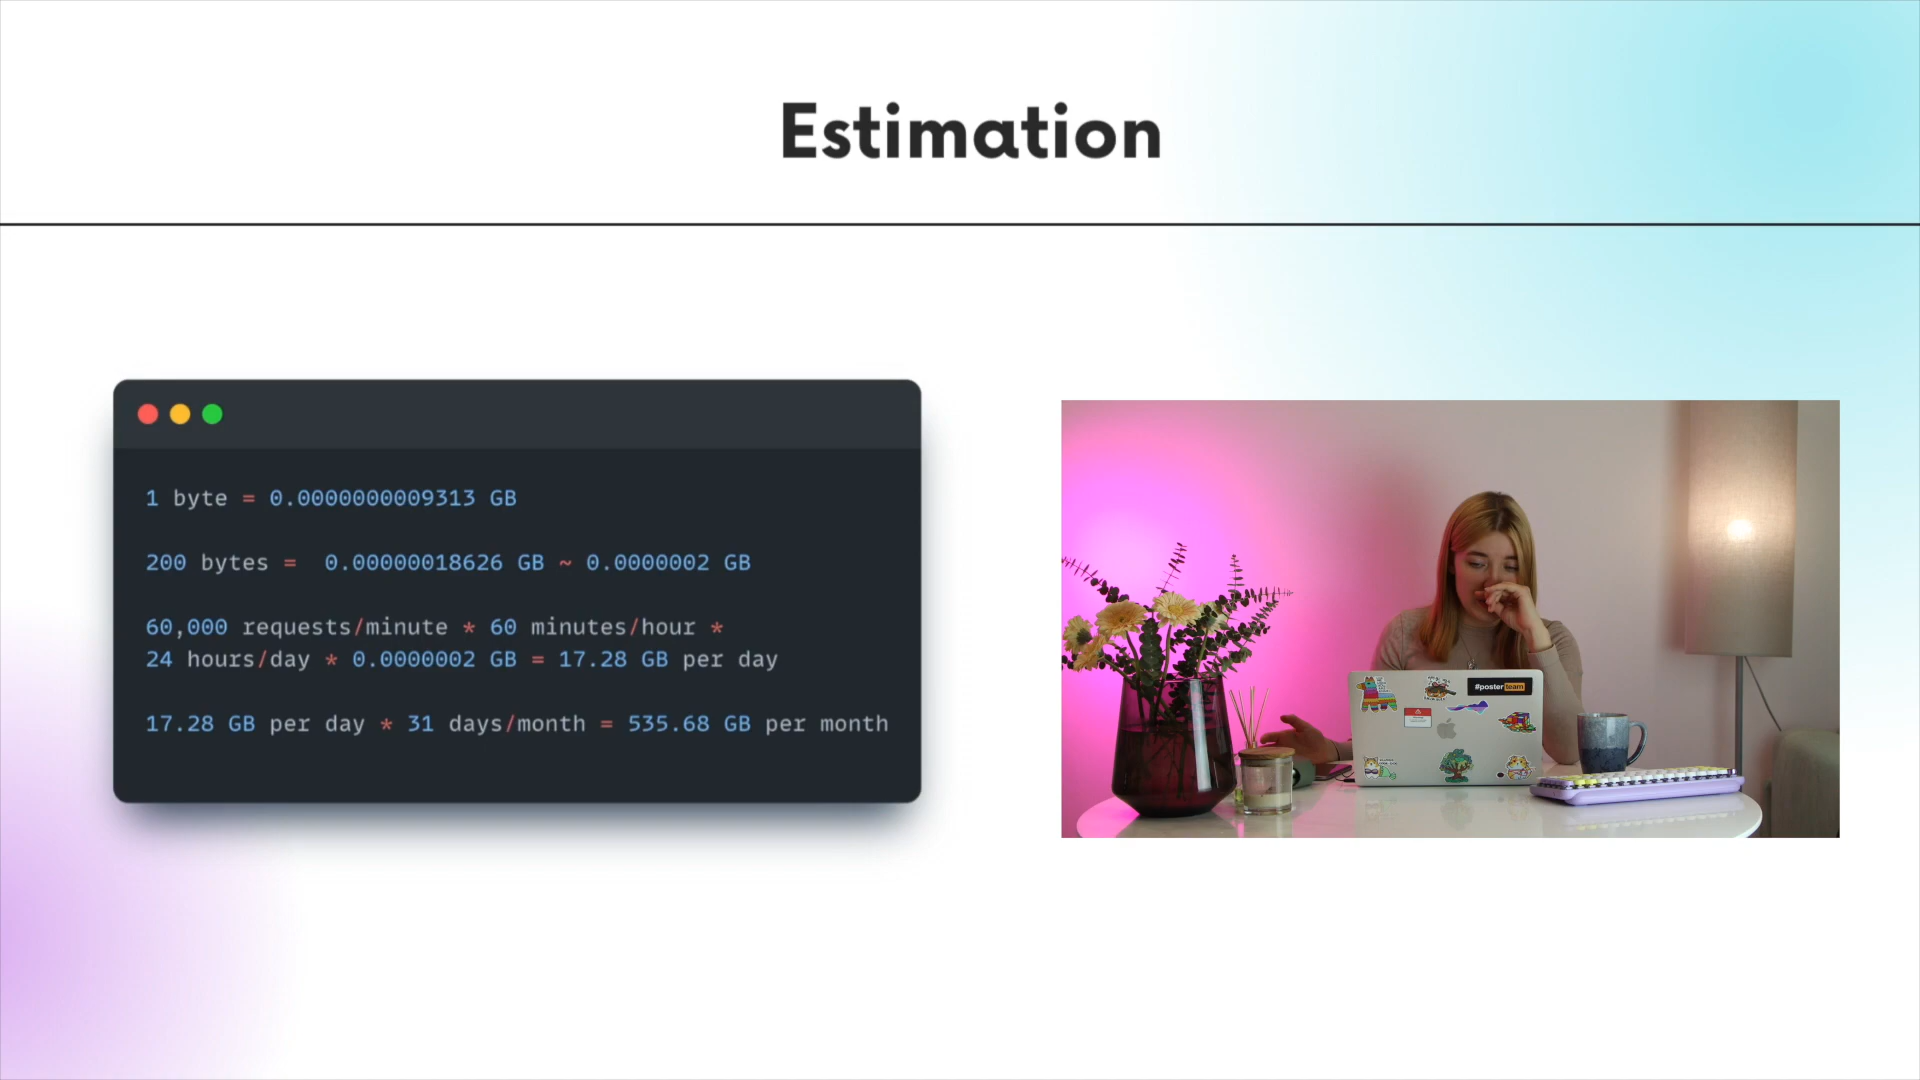 Estimation
1 byte = 0.0000000009313 GB
200 bytes =  0.00000018626 GB ~ 0.0000002 GB
60,000 requests/minute * 60 minutes/hour *
24 hours/day * 0.0000002 GB = 17.28 GB per day
17.28 GB per day * 31 days/month = 535.68 GB per month
#posterteam